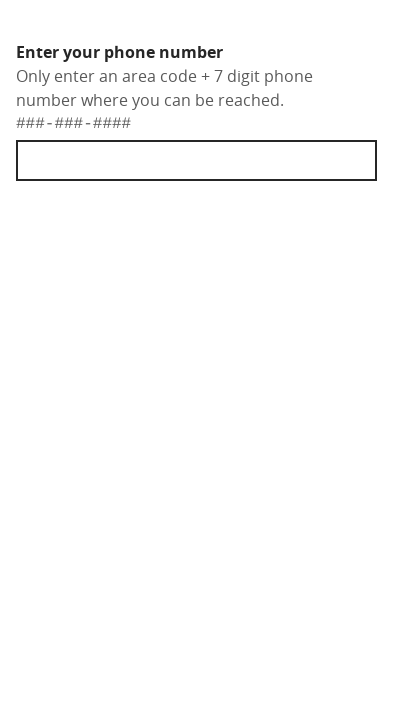 Enter your phone number
Only enter an area code + 7 digit phone
number where you can be reached.
###-###-####